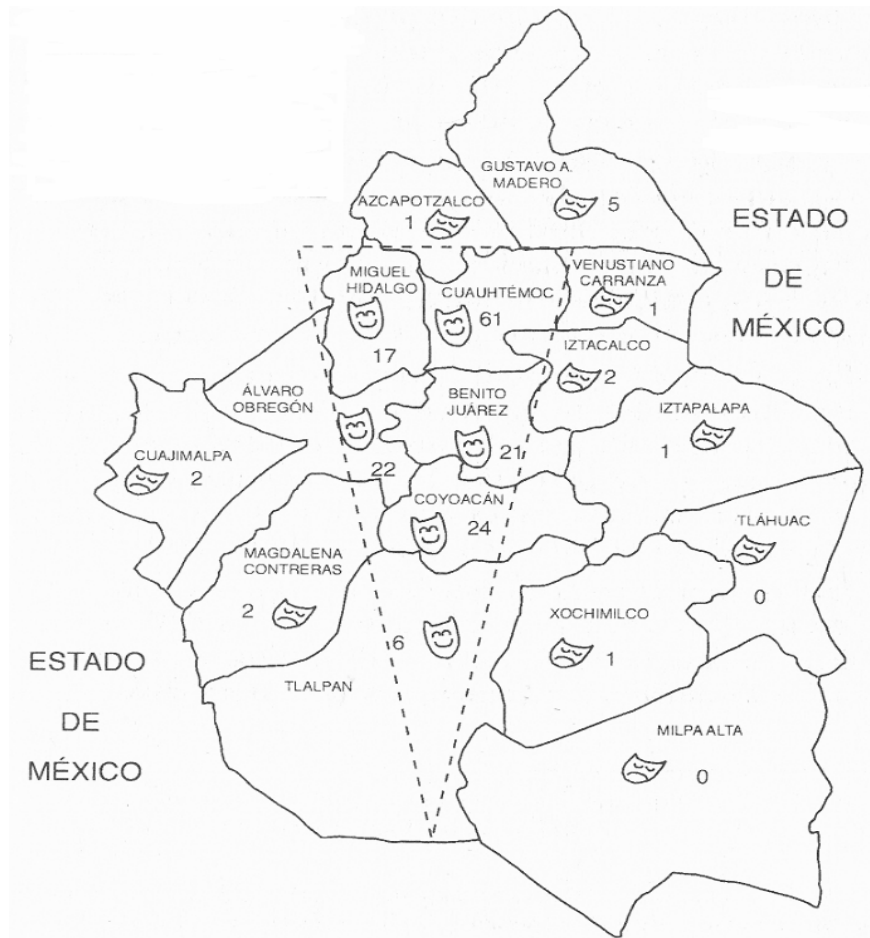 GUSTAVO A.
MADERO
5
AZCAPOTZALCO
1
ESTADO
DE
MÉXICO
MIGUEL
HIDALGO
17
CUAUHTÉMOC
61
VENUSTIANO
CARRANZA
1
IZTACALCO
2
ÁLVARO
OBREGÓN
22
BENITO
JUÁREZ
21
IZTAPALAPA
1
CUAJIMALPA
2
COYOACÁN
24
TLÁHUAC
0
MAGDALENA
CONTRERAS
2
XOCHIMILCO
1
6
TLALPAN
ESTADO
DE
MÉXICO
MILPA ALTA
0